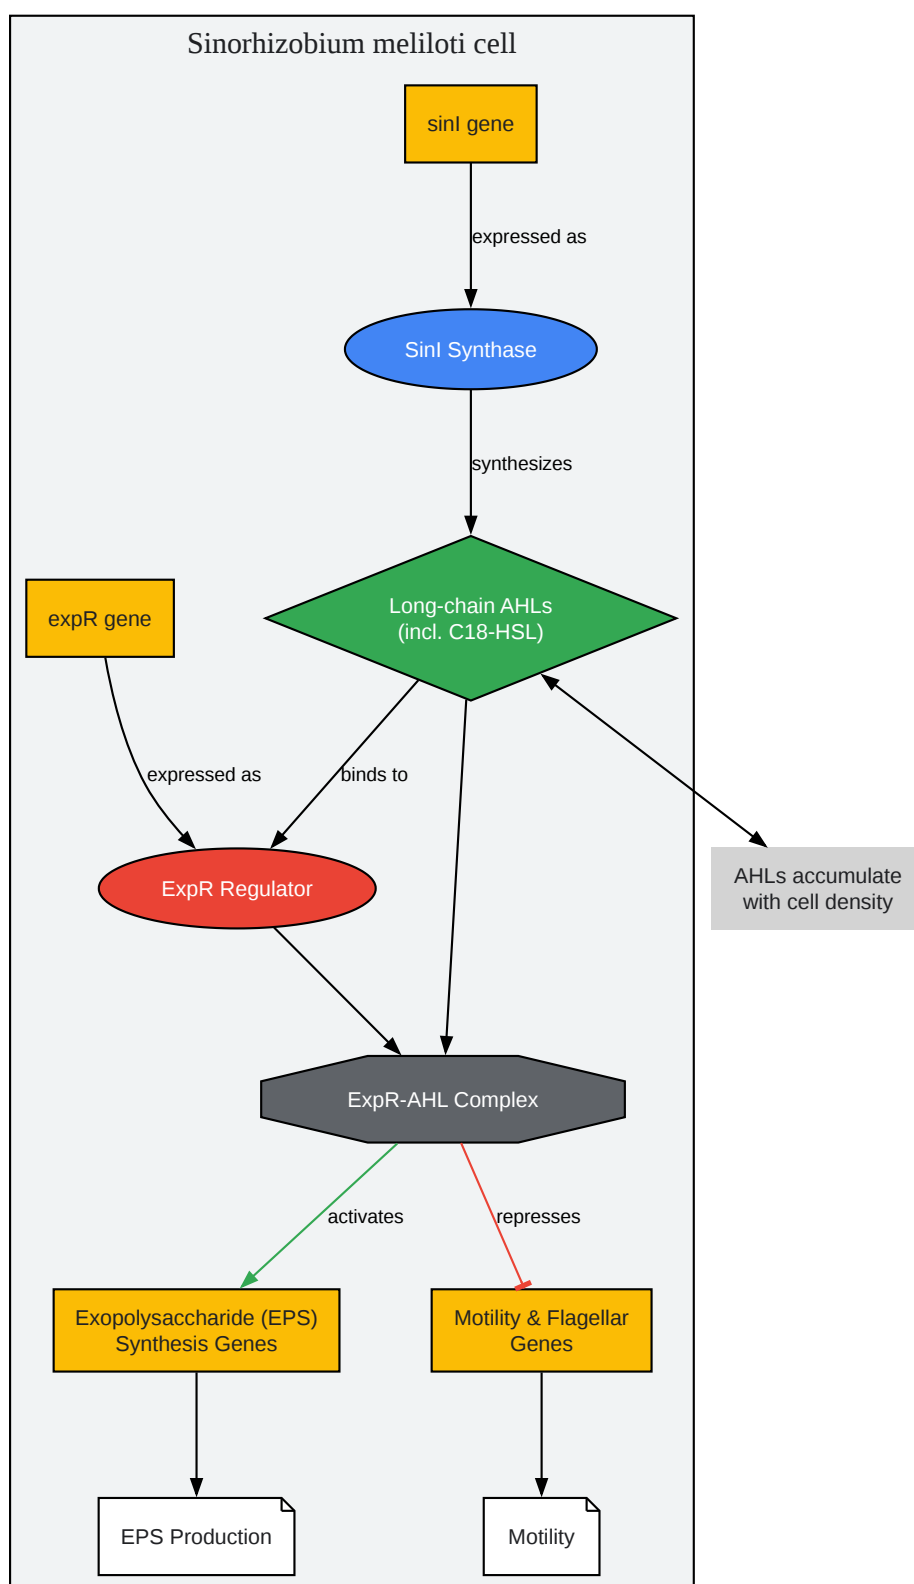 Sinorhizobium meliloti cell
sinI gene
expressed as
SinI Synthase
synthesizes
Long-chain AHLs
(incl. C18-HSL)
expR gene
expressed as
binds to
ExpR Regulator
AHLs accumulate
with cell density
ExpR-AHL Complex
activates
represses
Exopolysaccharide (EPS)
Synthesis Genes
Motility & Flagellar
Genes
EPS Production
Motility